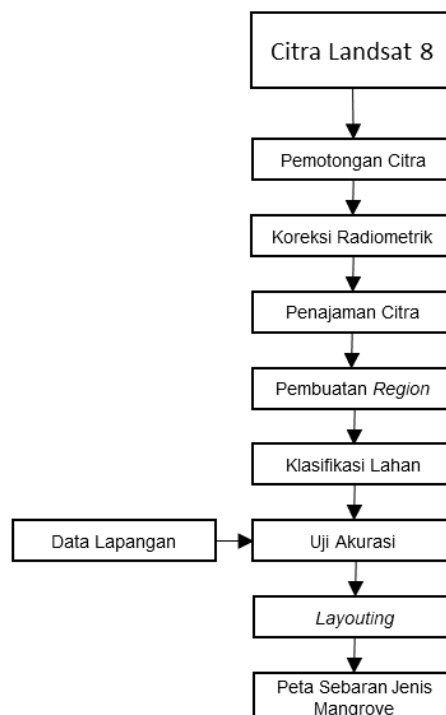 Citra Landsat 8
Pemotongan Citra
Koreksi Radiometrik
Penajaman Citra
Pembuatan Region
Klasifikasi Lahan
Data Lapangan
Uji Akurasi
Layouting
Peta Sebaran Jenis
Mangrove